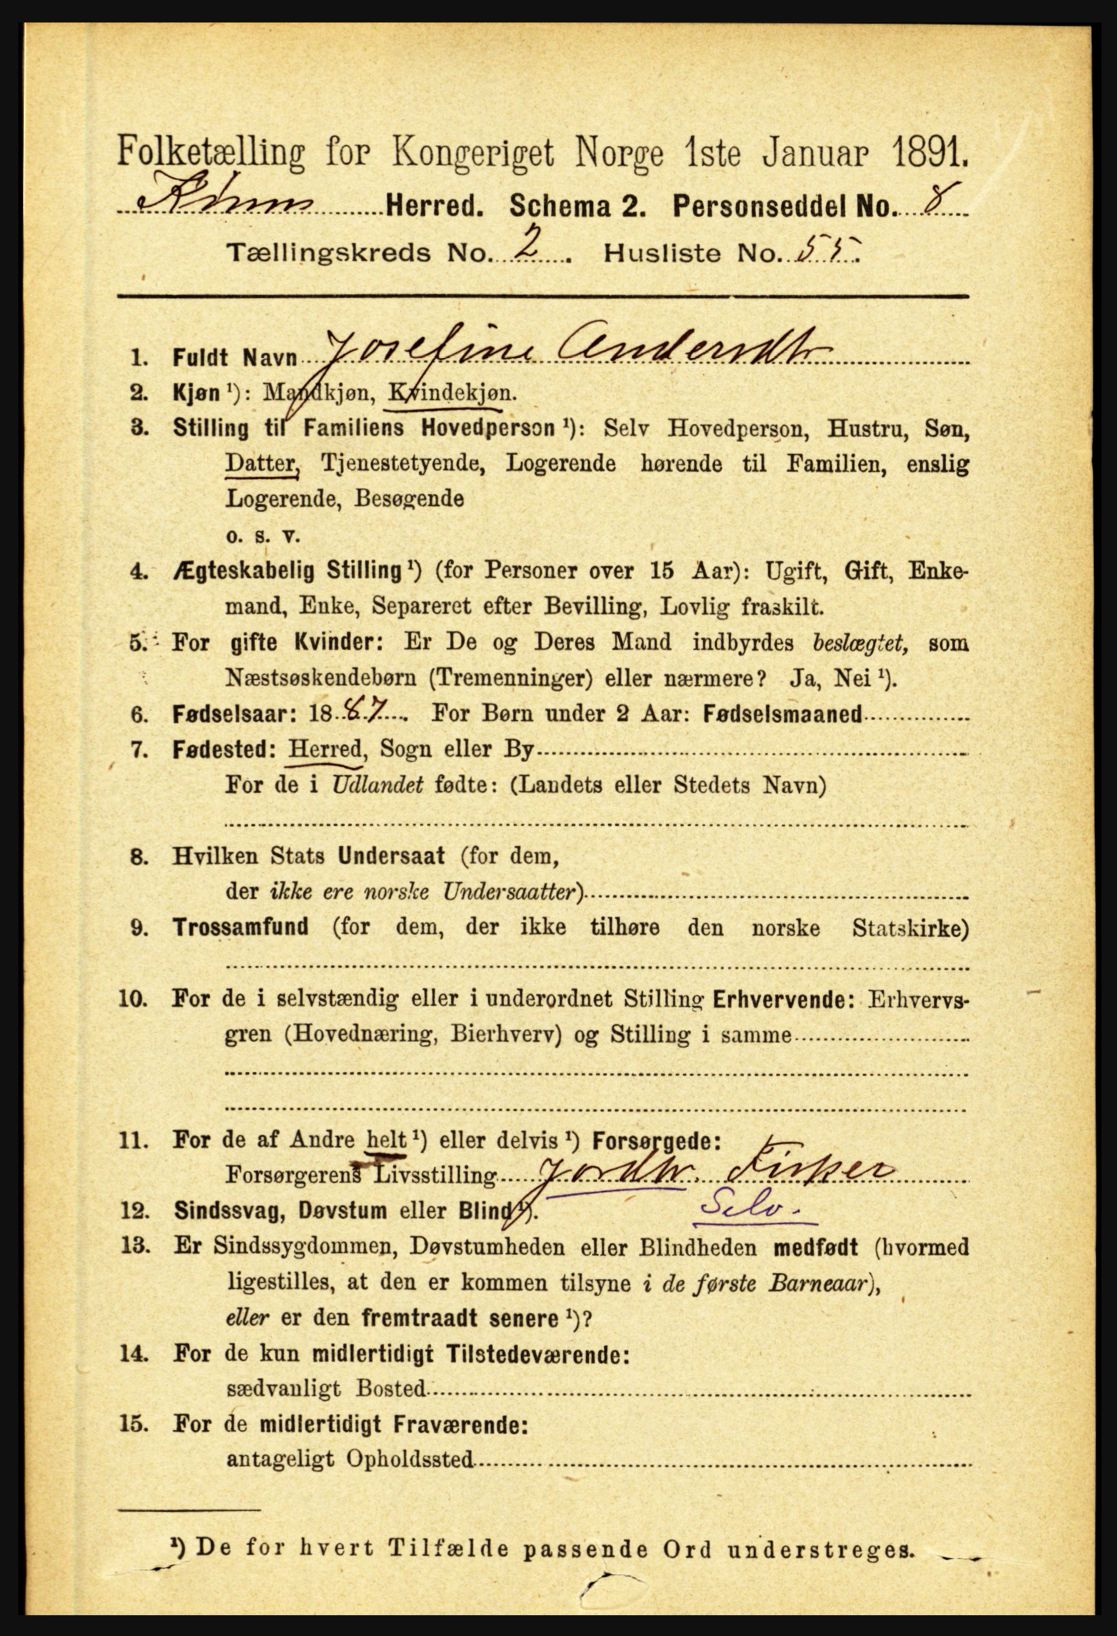 Folketælling for Kongeriget Norge 1ste Januar 1891.
Kinn Herred. Schema 2. Personseddel No. 8
Tællingskreds No. 2. Husliste No. 55.
1. Fuldt Navn Josefine Andersdtr
2. Kjøn ¹): Mandkjøn, Kvindekjøn.
3. Stilling til Familiens Hovedperson ¹): Selv Hovedperson, Hustru, Søn,
Datter, Tjenestetyende, Logerende hørende til Familien, enslig
Logerende, Besøgende
o. s. v.
4. Ægteskabelig Stilling ¹) (for Personer over 15 Aar): Ugift, Gift, Enke-
mand, Enke, Separeret efter Bevilling, Lovlig fraskilt.
5. For gifte Kvinder: Er De og Deres Mand indbyrdes beslægtet, som
Næstsøskendebørn (Tremenninger) eller nærmere? Ja, Nei ¹).
6. Fødselsaar: 1887. For Børn under 2 Aar: Fødselsmaaned
7. Fødested: Herred, Sogn eller By
For de i Udlandet fødte: (Landets eller Stedets Navn)
8. Hvilken Stats Undersaat (for dem,
der ikke ere norske Undersaatter)
9. Trossamfund (for dem, der ikke tilhøre den norske Statskirke)
10. For de i selvstændig eller i underordnet Stilling Erhvervende: Erhvervs-
gren (Hovednæring, Bierhverv) og Stilling i samme
11. For de af Andre helt ¹) eller delvis ¹) Forsørgede:
Forsørgerens Livsstilling Jordbr. Fisker
12. Sindssvag, Døvstum eller Blind ¹). Selv.
13. Er Sindssygdommen, Døvstumheden eller Blindheden medfødt (hvormed
ligestilles, at den er kommen tilsyne i de første Barneaar),
eller er den fremtraadt senere ¹)?
14. For de kun midlertidigt Tilstedeværende:
sædvanligt Bosted
15. For de midlertidigt Fraværende:
antageligt Opholdssted
¹) De for hvert Tilfælde passende Ord understreges.